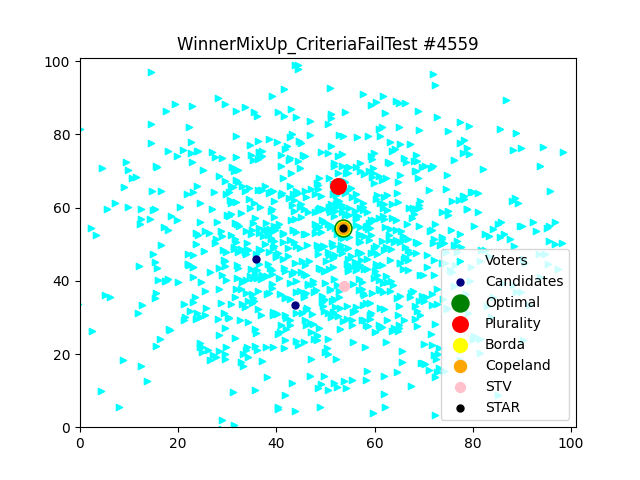 WinnerMixUp_CriteriaFailTest #4559
100
80
60
40
20
0
0 20 40 60 80 100
Voters
Candidates
Optimal
Plurality
Borda
Copeland
STV
STAR